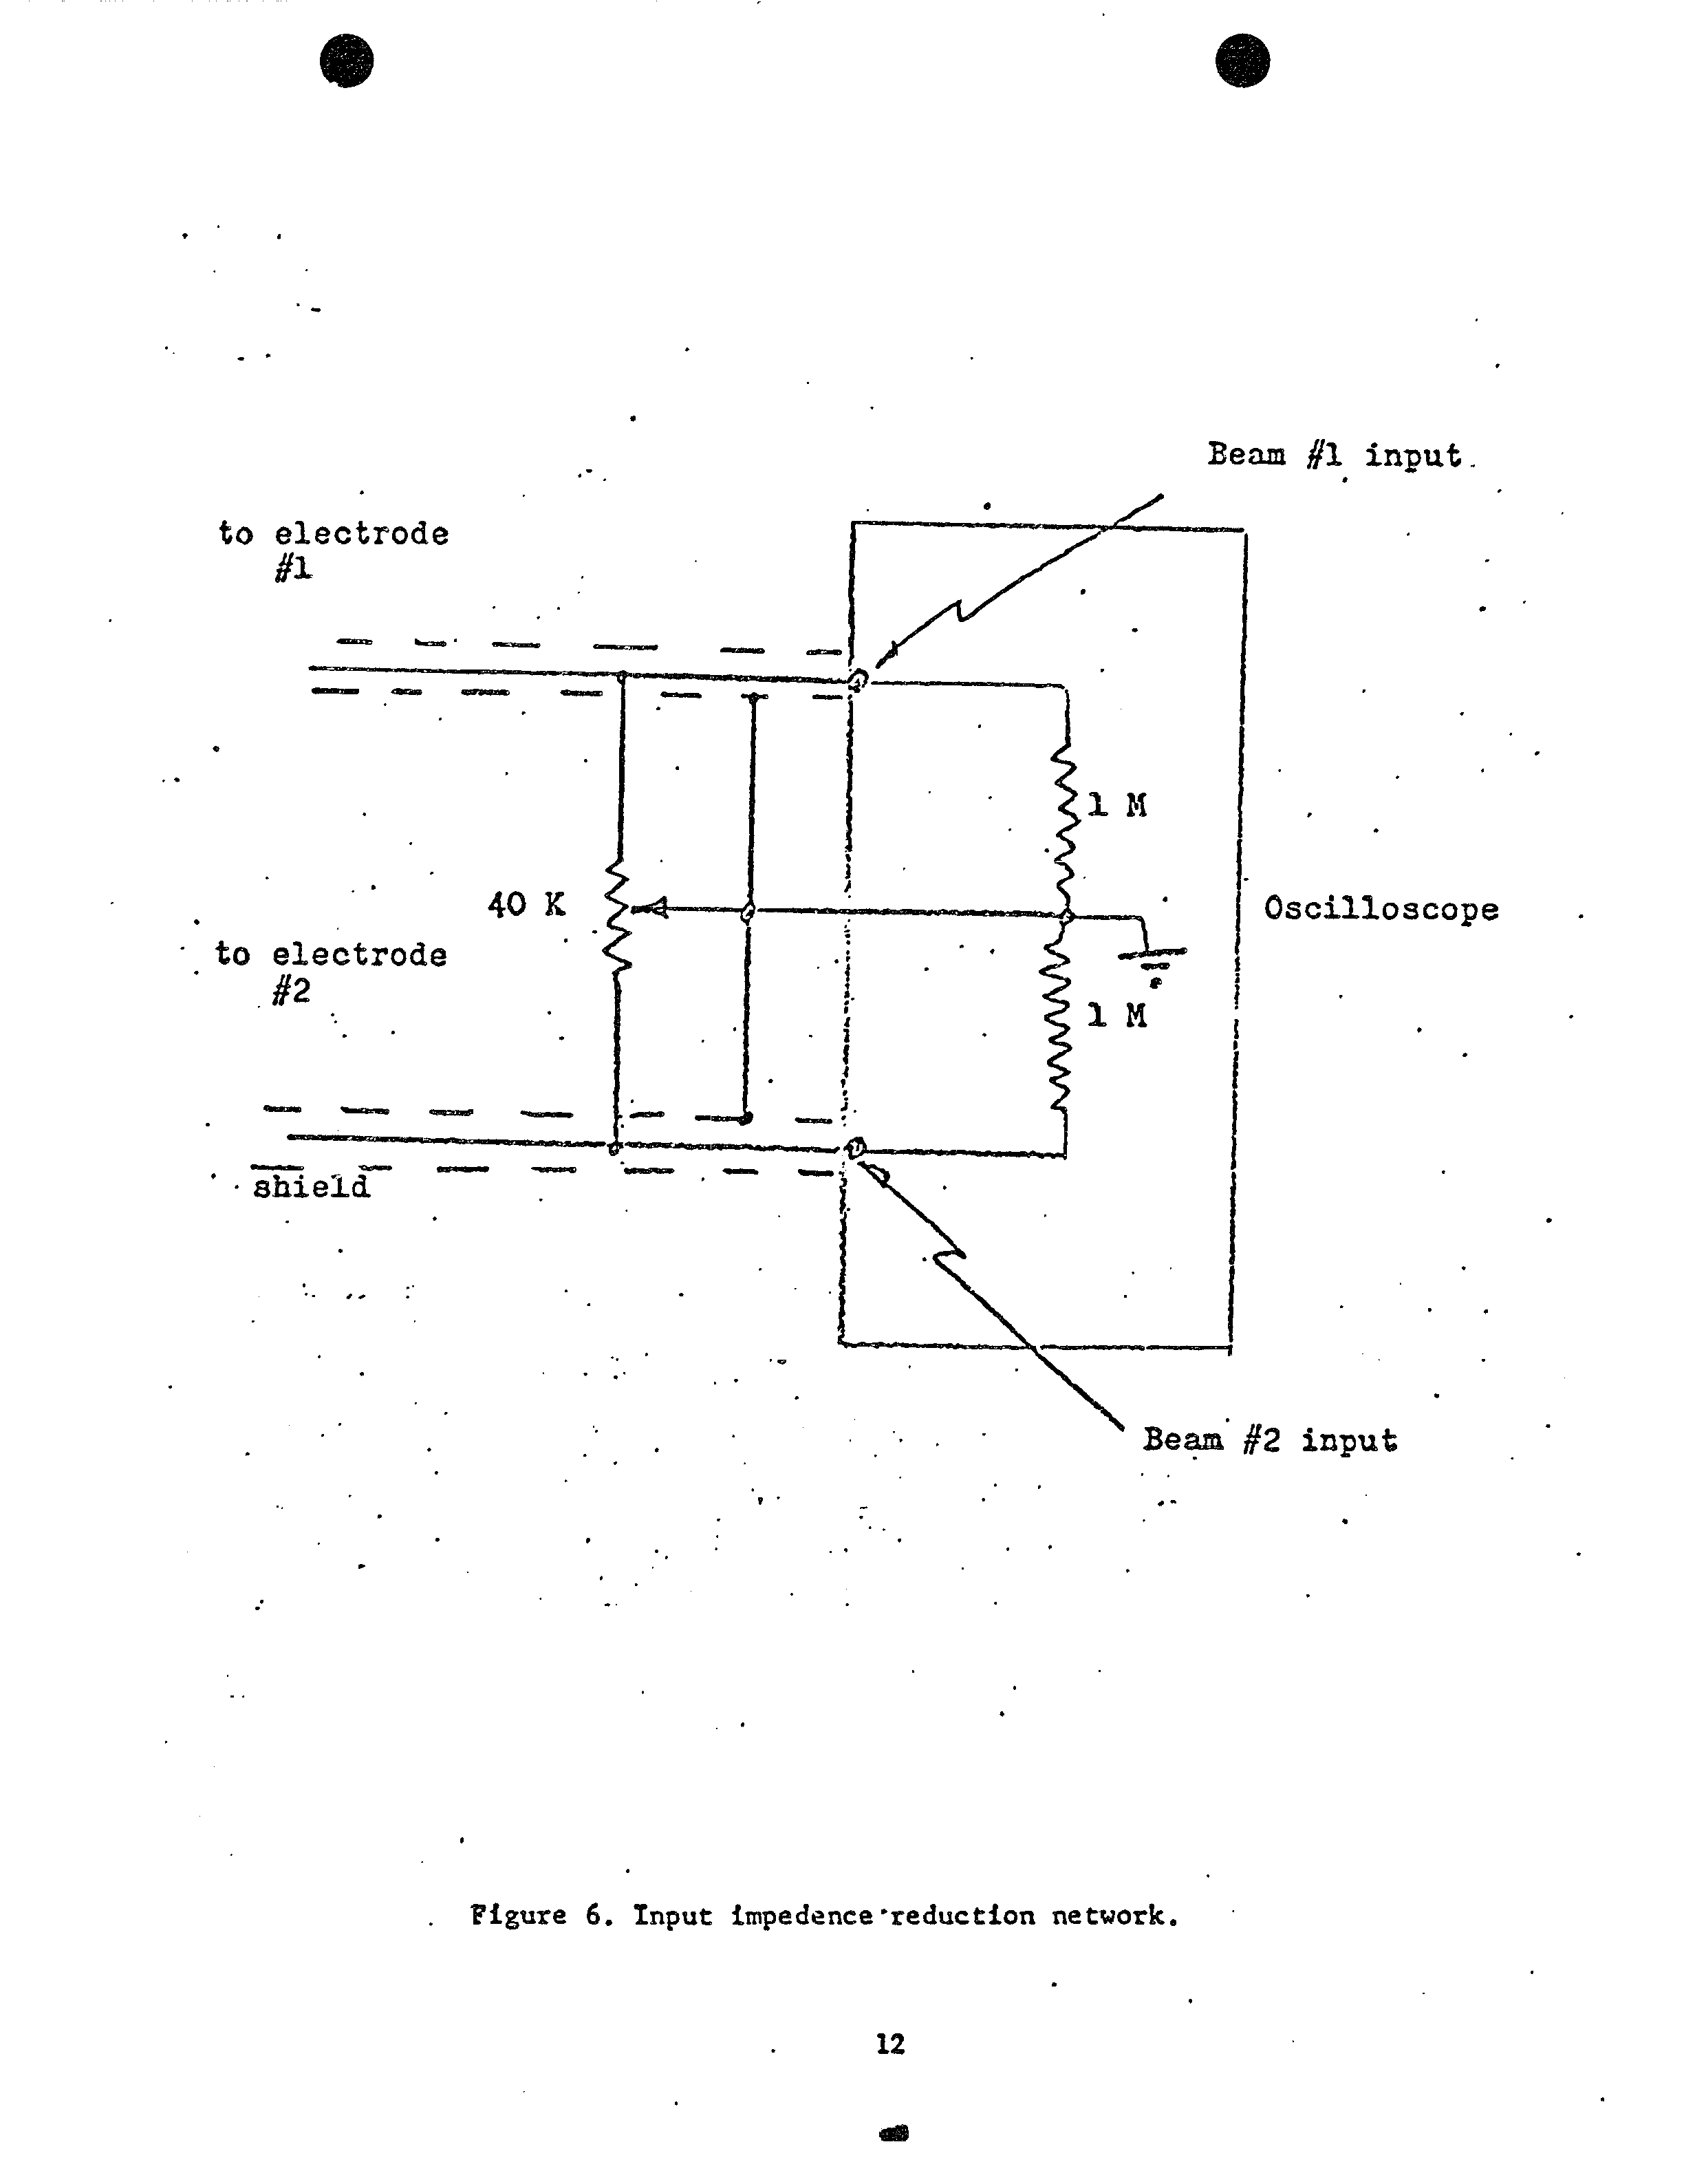 Beam #1 input
to electrode
#1
1 M
40 K
Oscilloscope
to electrode
#2
1 M
shield
Beam #2 input
Figure 6. Input impedence reduction network.
12